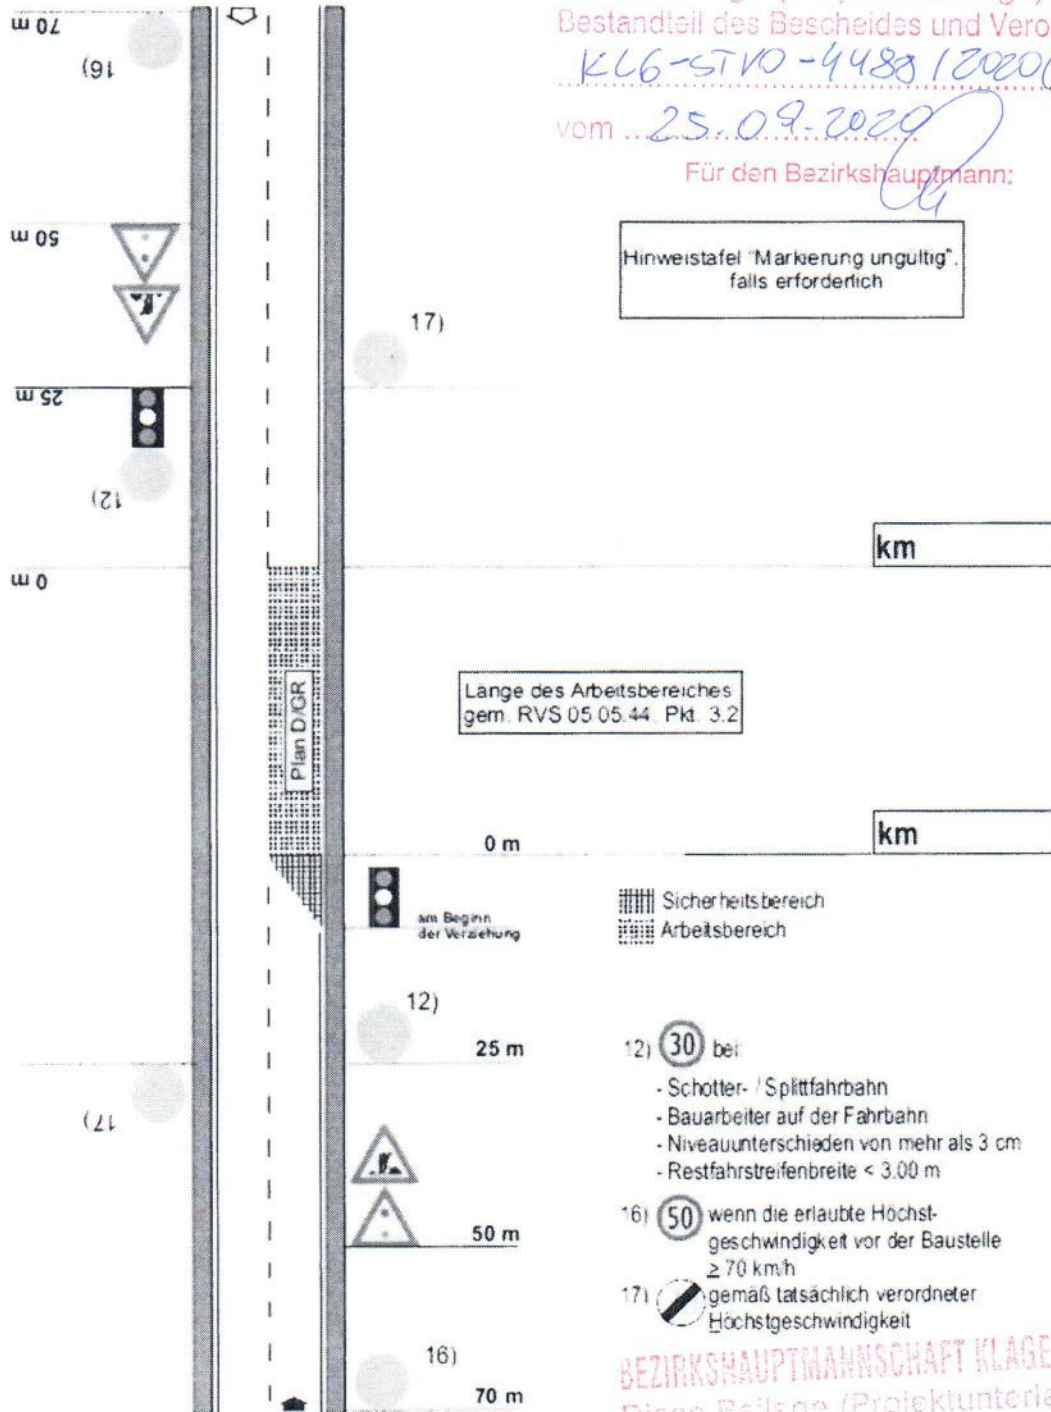 Bestandteil des Bescheides und Vero
KL6-STVO-4488/2020(
vom 25.09.2020
Für den Bezirkshauptmann:
70 m
16)
50 m
Hinweistafel "Markierung ungültig",
falls erforderlich
17)
25 m
12)
km
0 m
Länge des Arbeitsbereiches
gem. RVS 05.05.44. Pkt. 3.2
Plan D/GR
km
0 m
am Beginn
der Verziehung
Sicherheitsbereich
Arbeitsbereich
12)
25 m
17)
12) 30 bei:
- Schotter- / Splittfahrbahn
- Bauarbeiter auf der Fahrbahn
- Niveauunterschieden von mehr als 3 cm
- Restfahrstreifenbreite < 3.00 m
50 m
16) 50 wenn die erlaubte Höchst-
geschwindigkeit vor der Baustelle
≥ 70 km/h
17) gemäß tatsächlich verordneter
Höchstgeschwindigkeit
16)
70 m
BEZIRKSHAUPTMANNSCHAFT KLAGE
Diese Beilage (Projektunterla